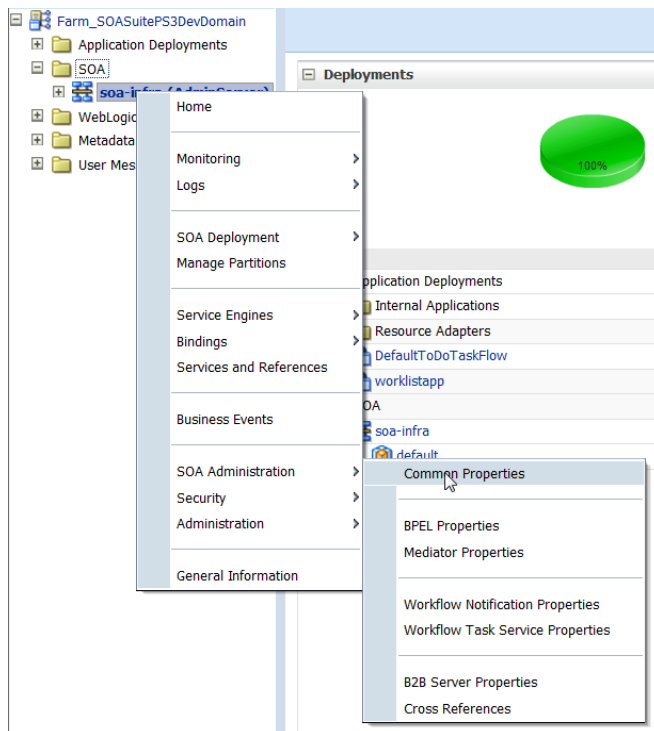 Farm_SOASuitePS3DevDomain
Application Deployments
SOA
soa-infra (AdminServer)
WebLogic
Metadata
User Mes
Home
Monitoring
Logs
SOA Deployment
Manage Partitions
Service Engines
Bindings
Services and References
Business Events
SOA Administration
Security
Administration
General Information
Deployments
100%
pplication Deployments
Internal Applications
Resource Adapters
DefaultToDoTaskFlow
worklistapp
OA
soa-infra
default
Common Properties
BPEL Properties
Mediator Properties
Workflow Notification Properties
Workflow Task Service Properties
B2B Server Properties
Cross References